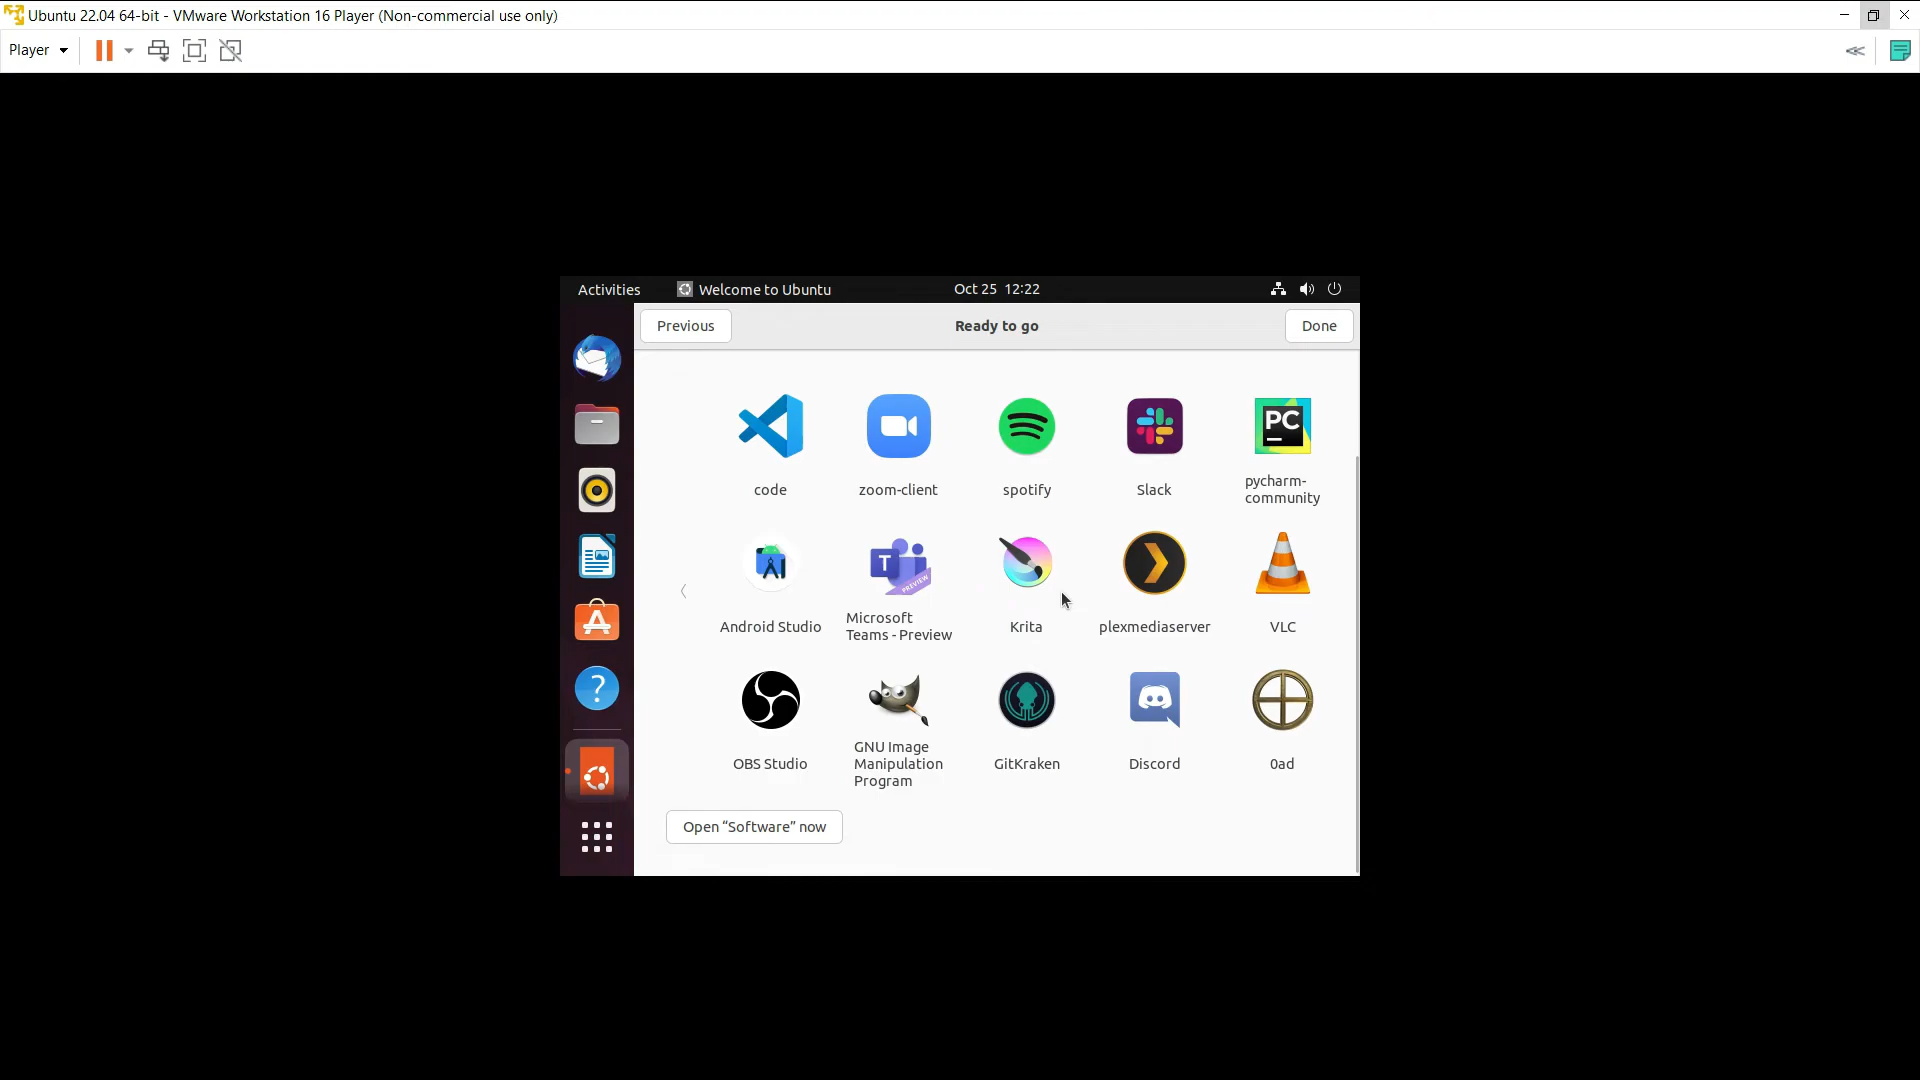 Ubuntu 22.04 64-bit - VMware Workstation 16 Player (Non-commercial use only)
Player
Activities
Welcome to Ubuntu
Oct 25 12:22
Previous
Ready to go
Done
PC
code
zoom-client
spotify
Slack
pycharm-
community
T
PREVIEW
Android Studio
Microsoft
Teams - Preview
Krita
plexmediaserver
VLC
OBS Studio
GNU Image
Manipulation
Program
GitKraken
Discord
0ad
Open “Software” now